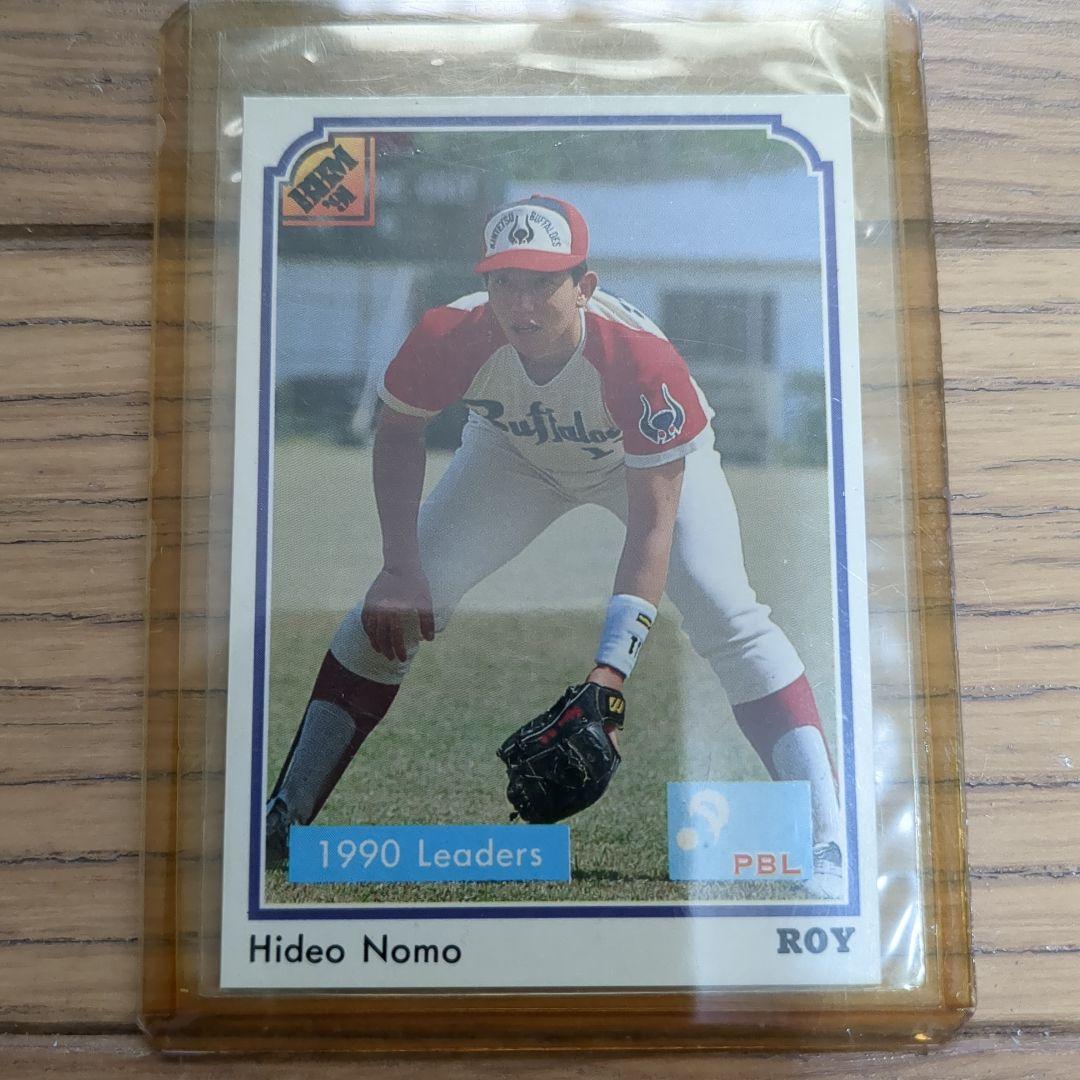 BBM
'91
KINTETSU BUFFALOES
Buffaloes
1990 Leaders
PBL
Hideo Nomo
ROY